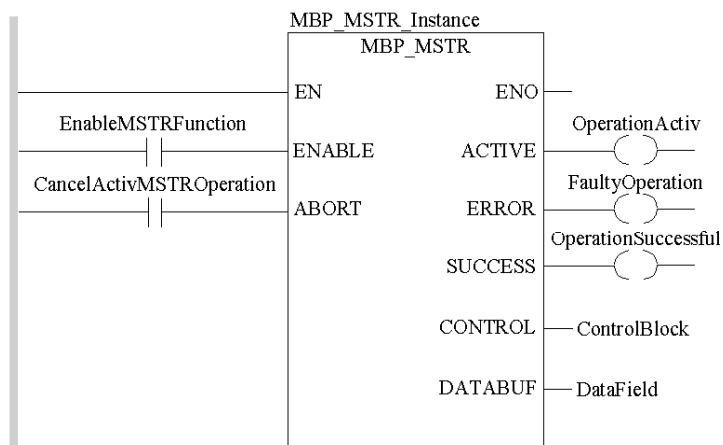 MBP_MSTR_Instance
MBP_MSTR
EN ENO
EnableMSTRFunction OperationActiv
ENABLE ACTIVE
CancelActivMSTROperation FaultyOperation
ABORT ERROR
OperationSuccessful
SUCCESS
CONTROL ControlBlock
DATABUF DataField